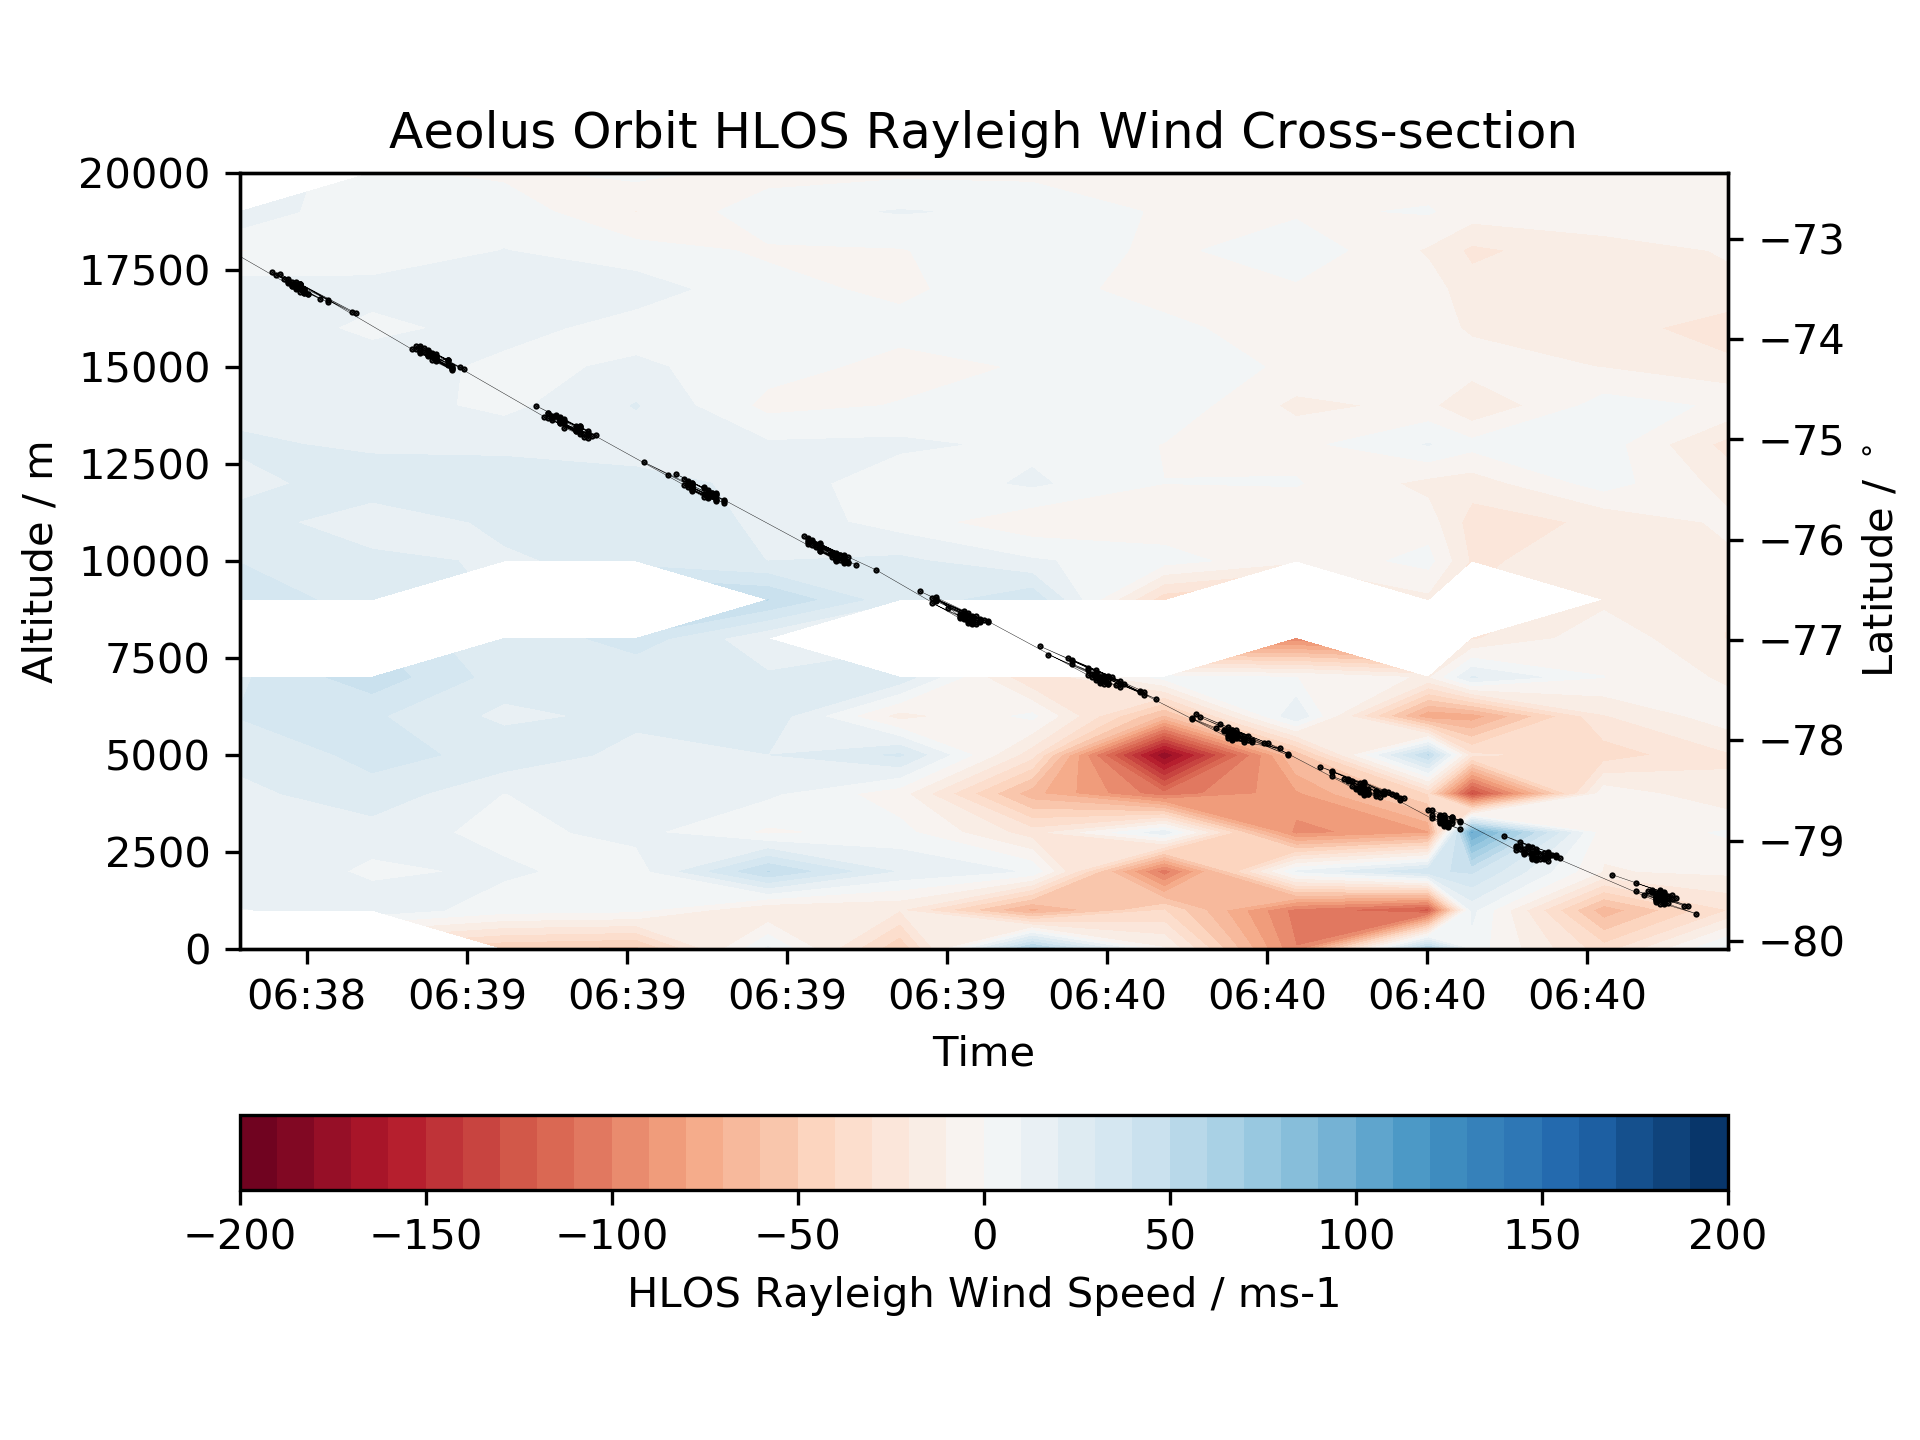 Aeolus Orbit HLOS Rayleigh Wind Cross-section
20000
17500
15000
12500
10000
7500
5000
2500
0
Altitude / m
−73
−74
−75
−76
−77
−78
−79
−80
Latitude / °
06:38 06:39 06:39 06:39 06:39 06:40 06:40 06:40 06:40
Time
−200 −150 −100 −50 0 50 100 150 200
HLOS Rayleigh Wind Speed / ms-1